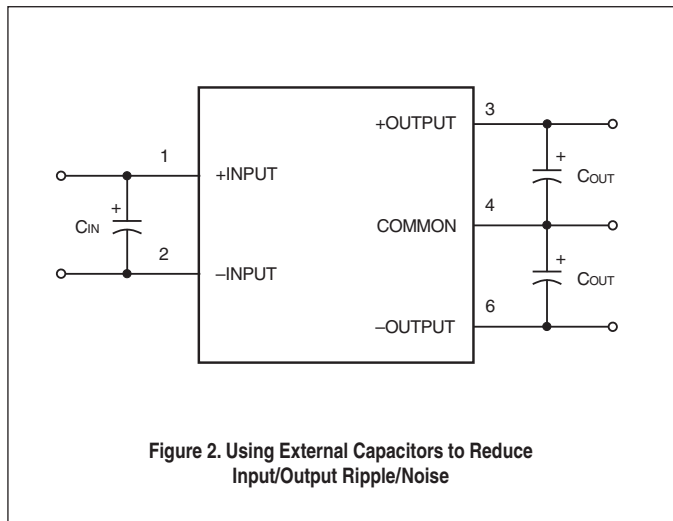 +OUTPUT
3
1
+INPUT
+
COUT
+
CIN
COMMON
4
2
–INPUT
+
COUT
–OUTPUT
6
Figure 2. Using External Capacitors to Reduce
Input/Output Ripple/Noise